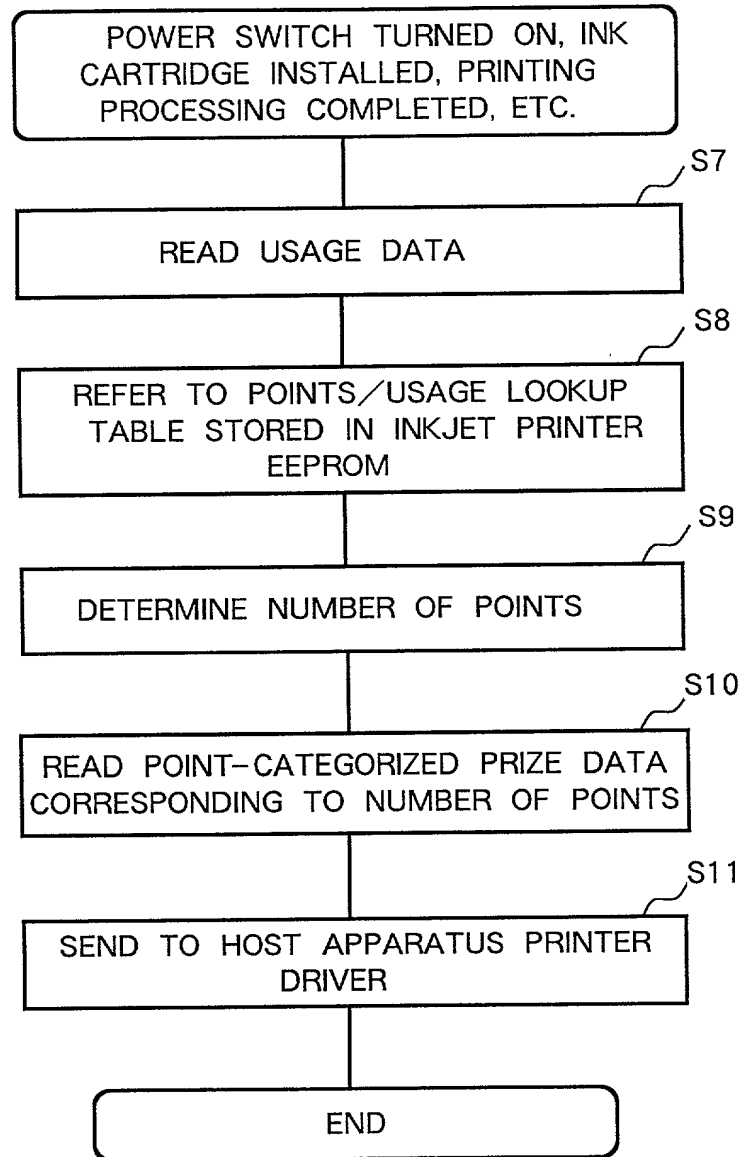 POWER SWITCH TURNED ON, INK
CARTRIDGE INSTALLED, PRINTING
PROCESSING COMPLETED, ETC.
S7
READ USAGE DATA
S8
REFER TO POINTS/USAGE LOOKUP
TABLE STORED IN INKJET PRINTER
EEPROM
S9
DETERMINE NUMBER OF POINTS
S10
READ POINT-CATEGORIZED PRIZE DATA
CORRESPONDING TO NUMBER OF POINTS
S11
SEND TO HOST APPARATUS PRINTER
DRIVER
END